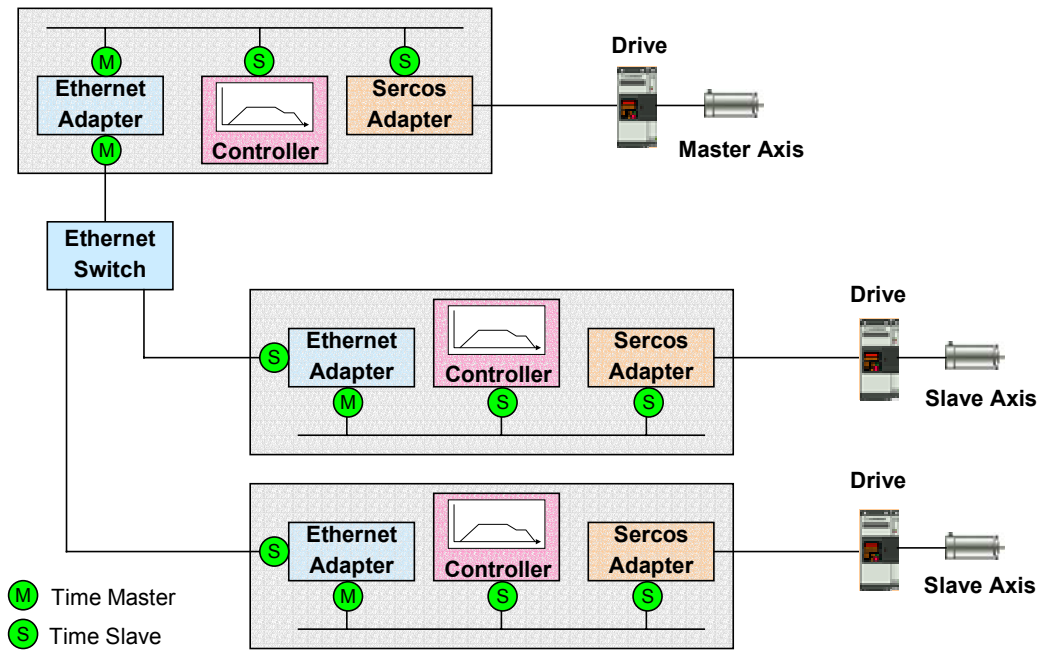 Drive
M
S
S
Ethernet
Adapter
Controller
Sercos
Adapter
M
Master Axis
Ethernet
Switch
Drive
S
Ethernet
Adapter
Controller
Sercos
Adapter
M
S
S
Slave Axis
Drive
S
Ethernet
Adapter
Controller
Sercos
Adapter
M
S
S
Slave Axis
M Time Master
S Time Slave